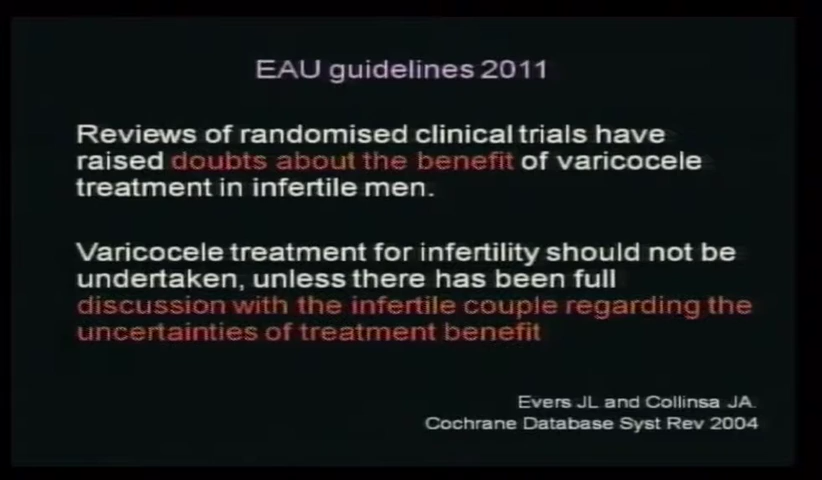 EAU guidelines 2011
Reviews of randomised clinical trials have
raised doubts about the benefit of varicocele
treatment in infertile men.
Varicocele treatment for infertility should not be
undertaken, unless there has been full
discussion with the infertile couple regarding the
uncertainties of treatment benefit
Evers JL and Collinsa JA.
Cochrane Database Syst Rev 2004